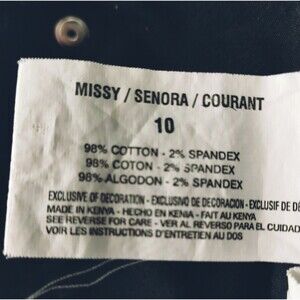 MISSY / SENORA / COURANT
10
98% COTTON - 2% SPANDEX
98% COTON - 2% SPANDEX
98% ALGODON - 2% SPANDEX
EXCLUSIVE OF DECORATION - EXCLUSIVO DE DECORACION - EXCLUSIF DE
MADE IN KENYA - HECHO EN KENIA - FAIT AU KENYA
SEE REVERSE FOR CARE - VER AL REVERSO PARA EL CUIDAD
VOIR LES INSTRUCTIONS D'ENTRETIEN AU DOS